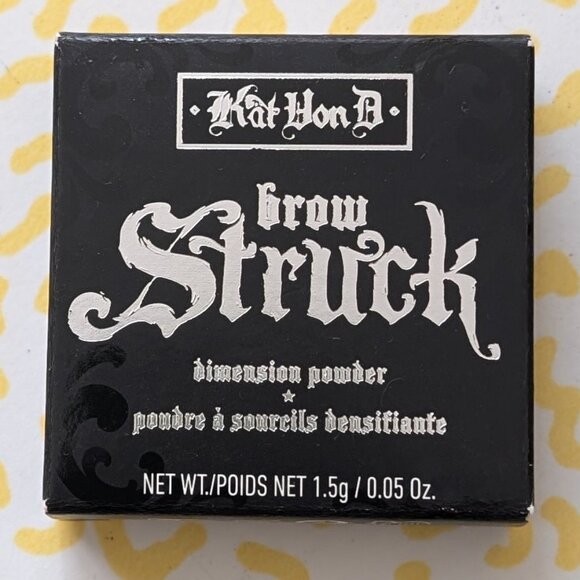 Kat Von D
brow
Struck
dimension powder
poudre à sourcils densifiante
NET WT./POIDS NET 1.5g / 0.05 Oz.